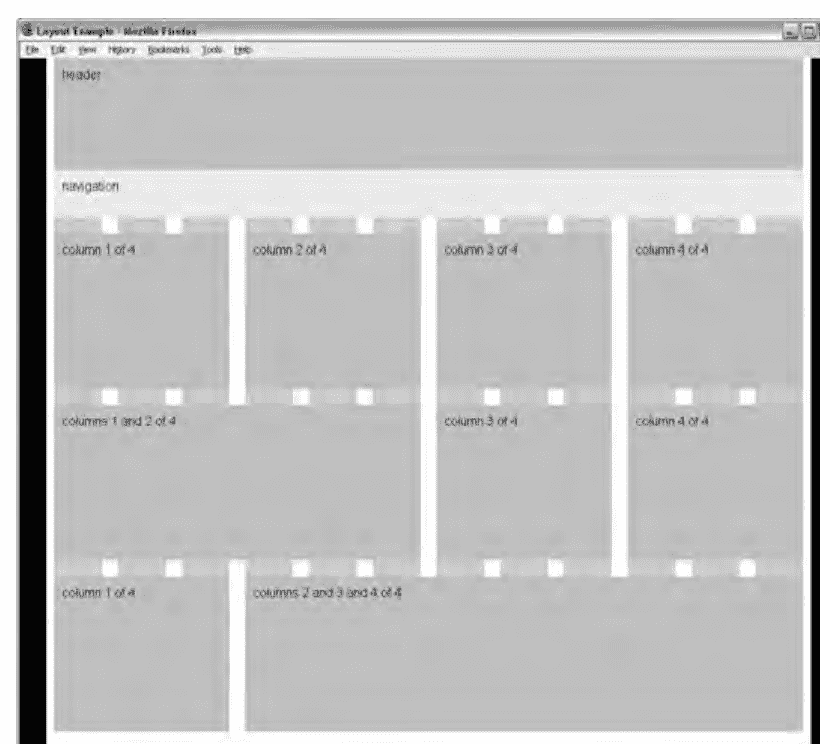 Layout Example - Mozilla Firefox
File Edit View History Bookmarks Tools Help
header
navigation
column 1 of 4 column 2 of 4 column 3 of 4 column 4 of 4
columns 1 and 2 of 4 column 3 of 4 column 4 of 4
column 1 of 4 columns 2 and 3 and 4 of 4